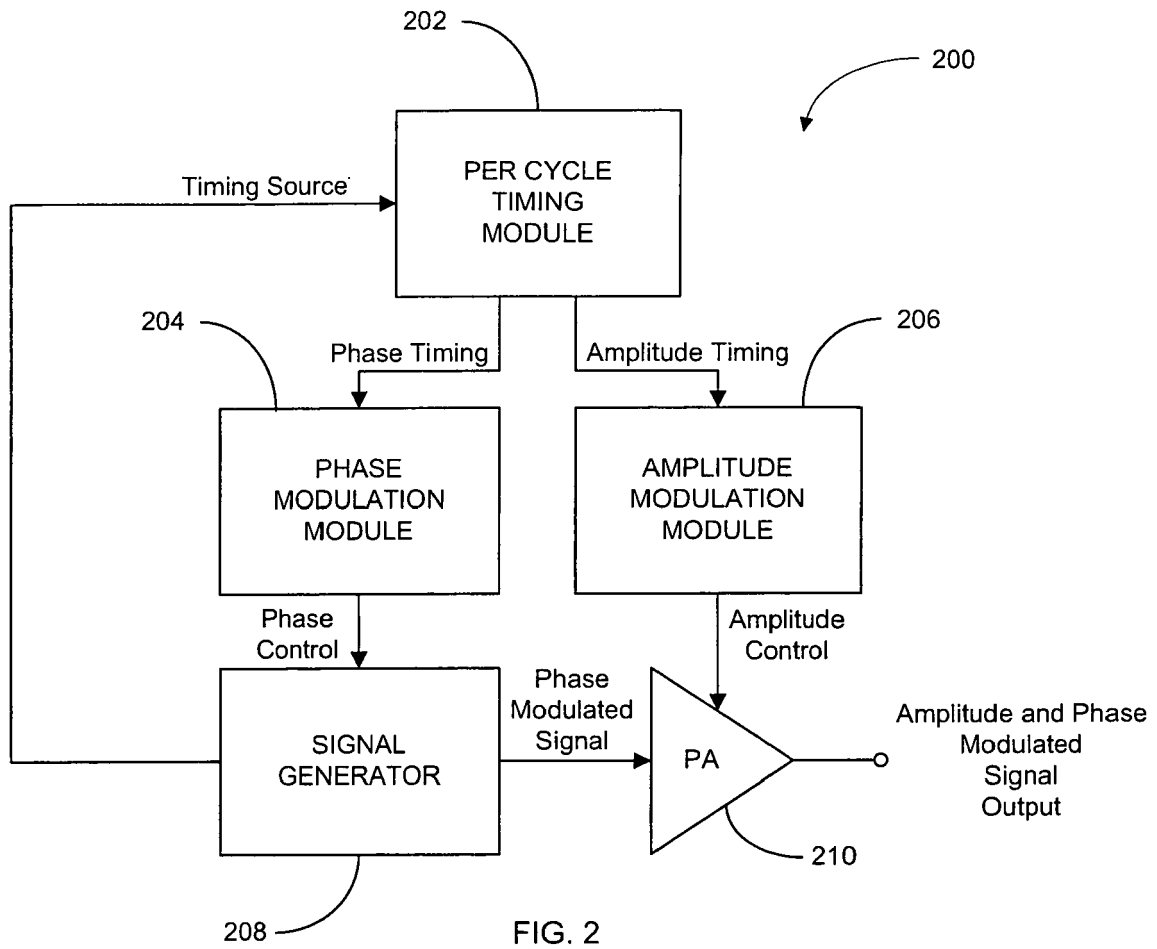 202
200
PER CYCLE
TIMING
MODULE
Timing Source
204
206
Phase Timing
Amplitude Timing
PHASE
MODULATION
MODULE
AMPLITUDE
MODULATION
MODULE
Phase
Control
Amplitude
Control
SIGNAL
GENERATOR
Phase
Modulated
Signal
PA
Amplitude and Phase
Modulated
Signal
Output
210
208
FIG. 2